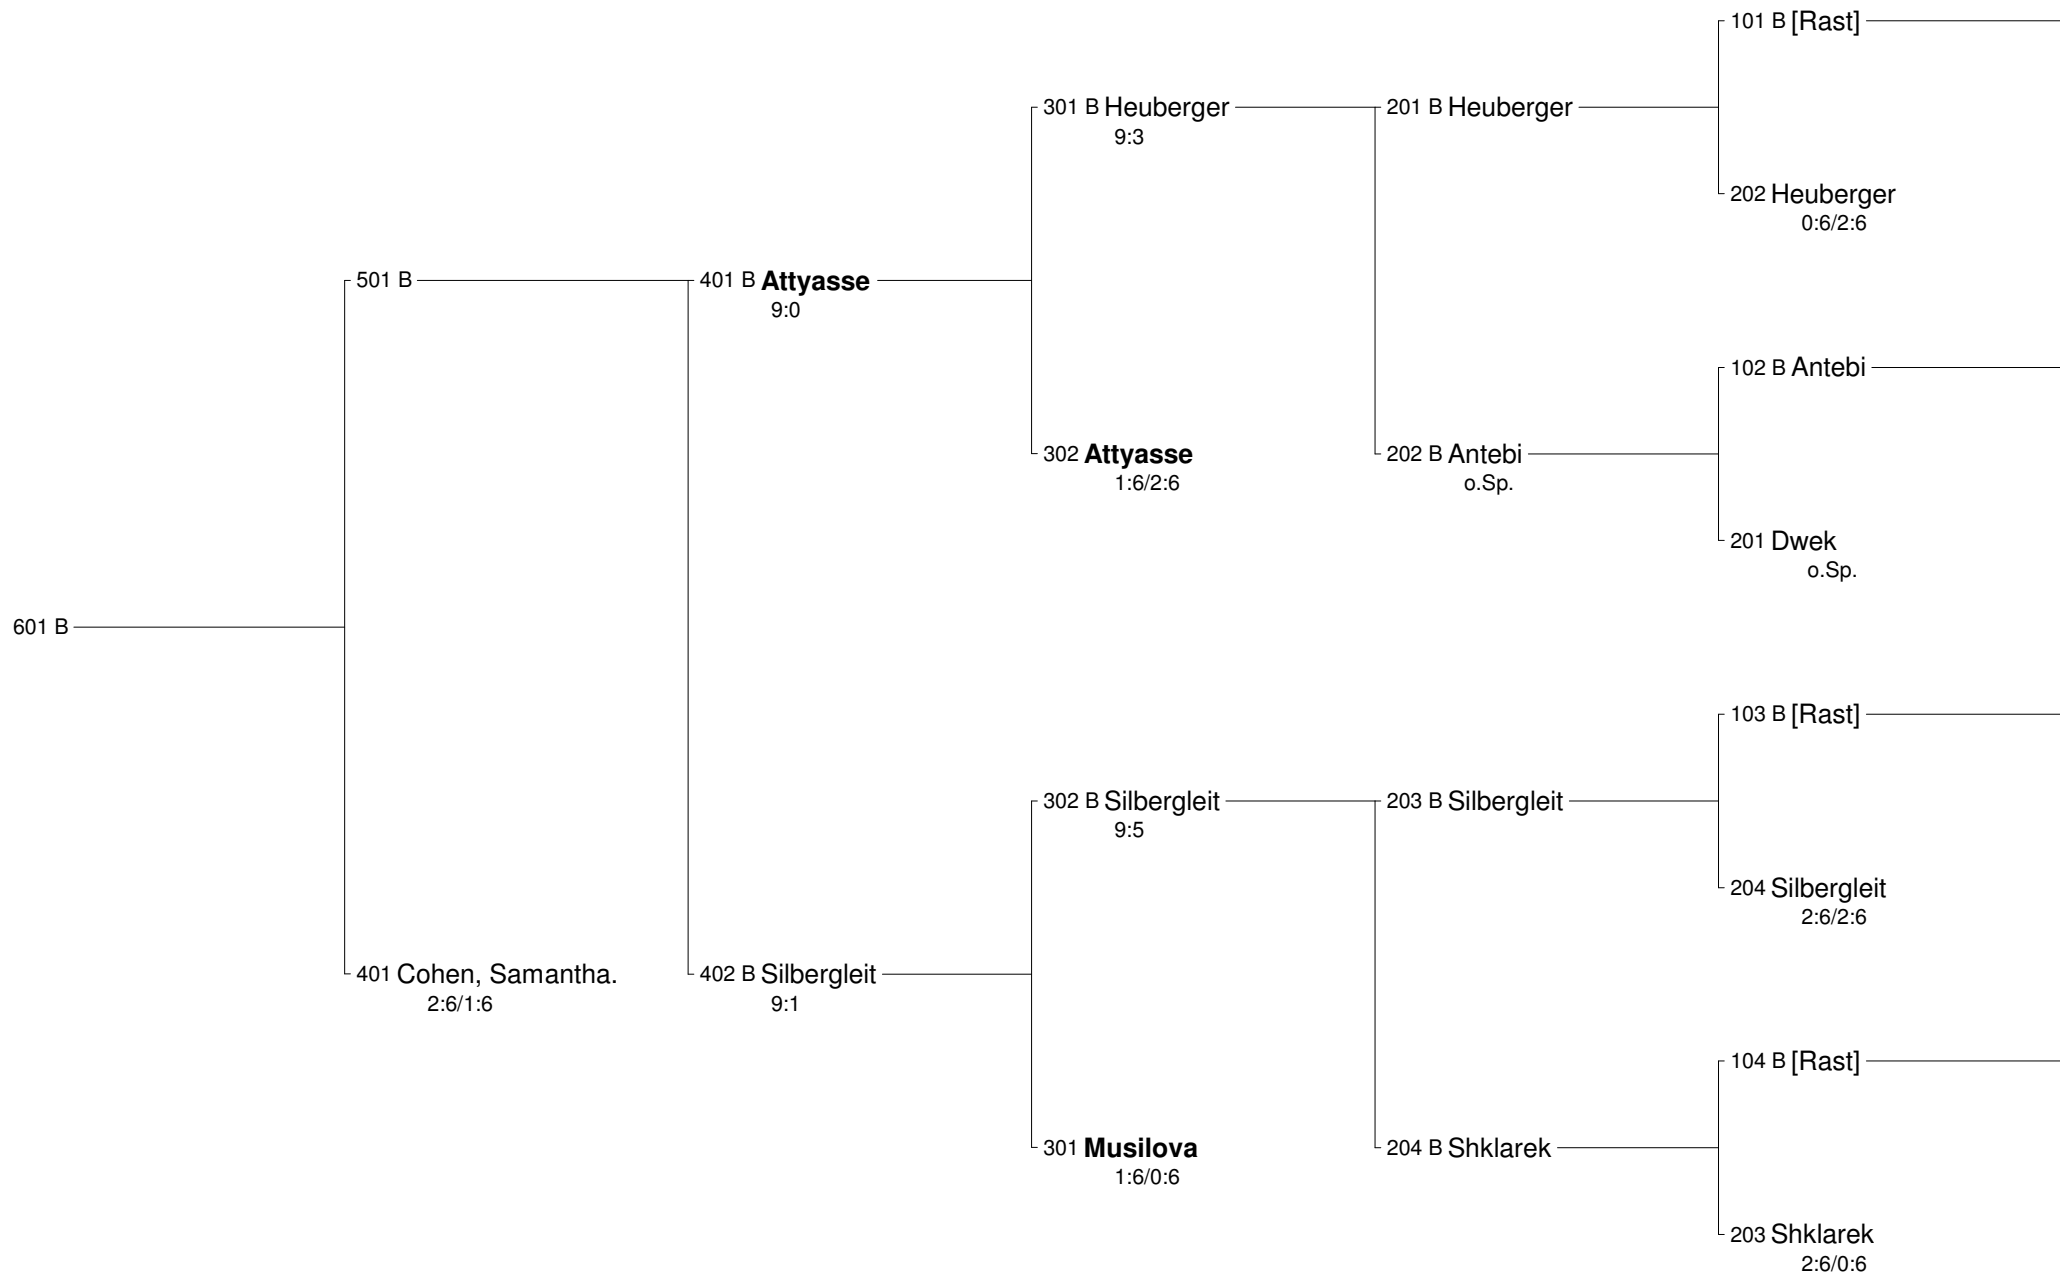 101 B [Rast]
301 B Heuberger
201 B Heuberger
9:3
202 Heuberger
0:6/2:6
501 B
401 B Attyasse
9:0
102 B Antebi
302 Attyasse
1:6/2:6
202 B Antebi
o.Sp.
201 Dwek
o.Sp.
601 B
103 B [Rast]
302 B Silbergleit
203 B Silbergleit
9:5
204 Silbergleit
2:6/2:6
401 Cohen, Samantha.
2:6/1:6
402 B Silbergleit
9:1
104 B [Rast]
301 Musilova
1:6/0:6
204 B Shklarek
203 Shklarek
2:6/0:6